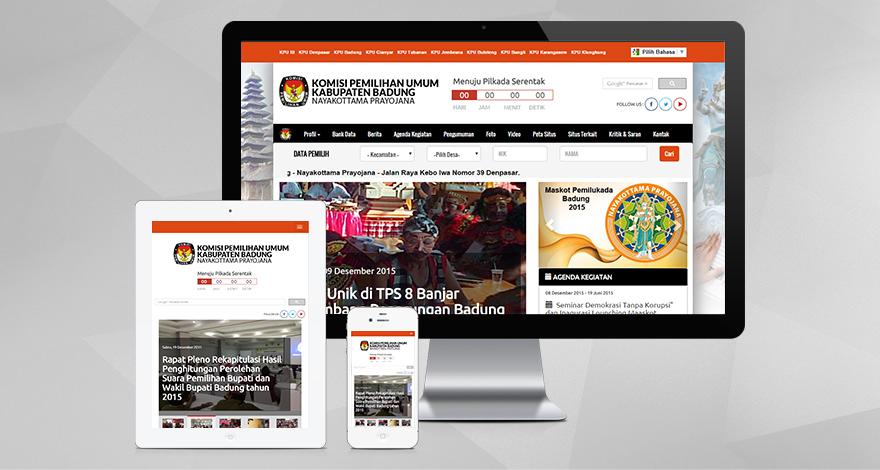 KPU RI KPU Denpasar KPU Badung KPU Gianyar KPU Tabanan KPU Jembrana KPU Buleleng KPU Bangli KPU Karangasem KPU Klungkung
Pilih Bahasa
KOMISI PEMILIHAN UMUM
KABUPATEN BADUNG
NAYAKOTTAMA PRAYOJANA
Menuju Pilkada Serentak
00 00 00 00
HARI JAM MENIT DETIK
FOLLOW US :
Profil Bank Data Berita Agenda Kegiatan Pengumuman Foto Video Peta Situs Situs Terkait Kritik & Saran Kontak
DATA PEMILIH
- Kecamatan -
-Pilih Desa-
NIK
NAMA
Cari
g - Nayakottama Prayojana - Jalan Raya Kebo Iwa Nomor 39 Denpasar.
09 Desember 2015
Unik di TPS 8 Banjar
Maskot Pemilukada
Badung
2015
NAYAKOTTAMA PRAYOJANA
AGENDA KEGIATAN
08 Desember 2015 - 19 Juni 2015
Seminar Demokrasi Tanpa Korupsi"
KOMISI PEMILIHAN UMUM
KABUPATEN BADUNG
NAYAKOTTAMA PRAYOJANA
Menuju Pilkada Serentak
00 00 00 00
Sabtu, 19 Desember 2015
Rapat Pleno Rekapitulasi Hasil
Penghitungan Perolehan
Suara Pemilihan Bupati dan
Wakil Bupati Badung tahun
2015
KOMISI PEMILIHAN UMUM
KABUPATEN BADUNG
NAYAKOTTAMA PRAYOJANA
Rapat Pleno Rekapitulasi Hasil
Penghitungan Perolehan
Suara Pemilihan Bupati dan
Wakil Bupati Badung tahun
2015